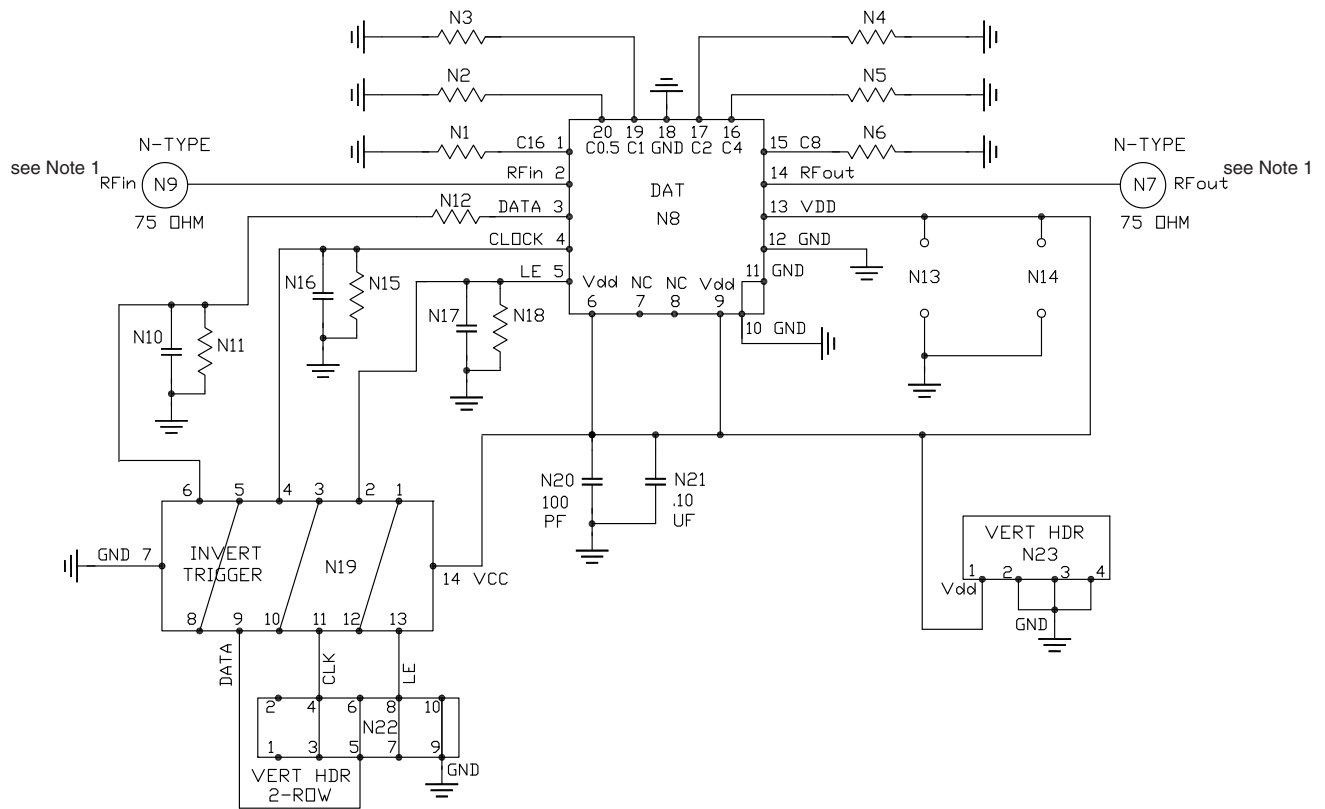 N3
N4
N2
N5
N1
N6
20 19 18 17 16
C0.5 C1 GND C2 C4
C16 1
15 C8
N-TYPE
see Note 1
RFin
N9
75 OHM
RFin 2
DAT
N8
14 RFout
N-TYPE
N7
RFout
see Note 1
75 OHM
N12
DATA 3
13 VDD
CLOCK 4
12 GND
LE 5
11 GND
Vdd NC NC Vdd
6 7 8 9
10 GND
N16
N15
N17
N18
N13
N14
N10
N11
N20
100
PF
N21
.10
UF
6 5 4 3 2 1
GND 7
INVERT
TRIGGER
N19
14 VCC
8 9 10 11 12 13
DATA
CLK
LE
2 4 6 8 10
N22
1 3 5 7 9
GND
VERT HDR
2-ROW
VERT HDR
N23
1 2 3 4
Vdd
GND